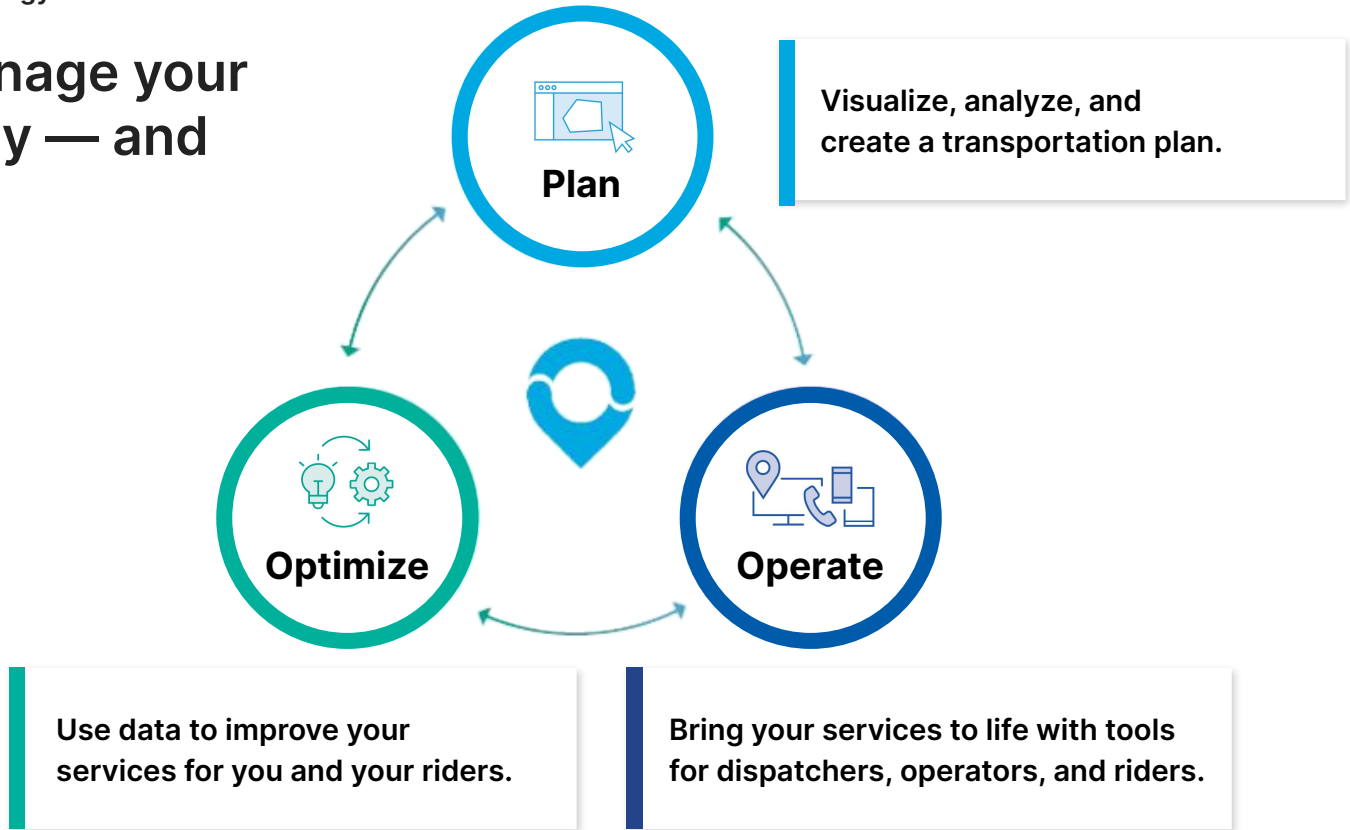 nage your
y — and
Plan
Visualize, analyze, and
create a transportation plan.
Optimize
Operate
Use data to improve your
services for you and your riders.
Bring your services to life with tools
for dispatchers, operators, and riders.